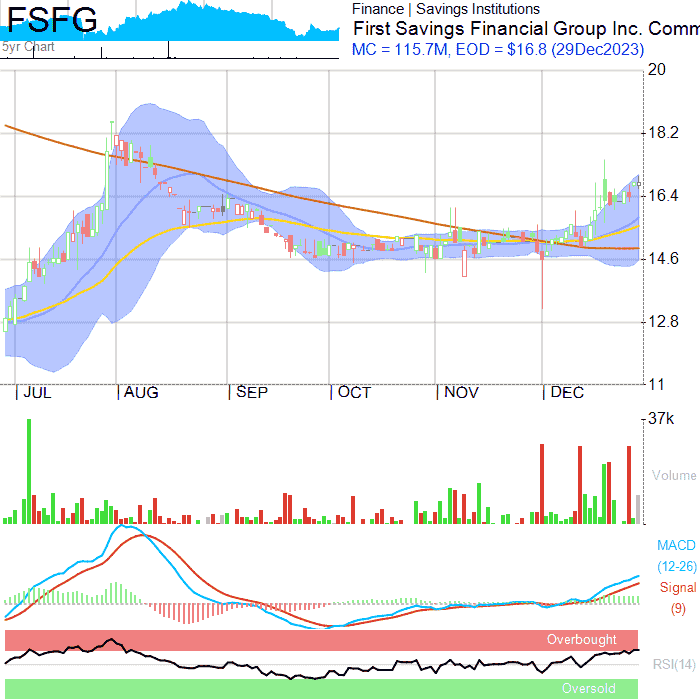 FSFG
5yr Chart
Finance | Savings Institutions
First Savings Financial Group Inc. Comm
MC = 115.7M, EOD = $16.8 (29Dec2023)
20
18.2
16.4
14.6
12.8
11
JUL AUG SEP OCT NOV DEC
37k
Volume
MACD
(12-26)
Signal
(9)
Overbought
RSI(14)
Oversold